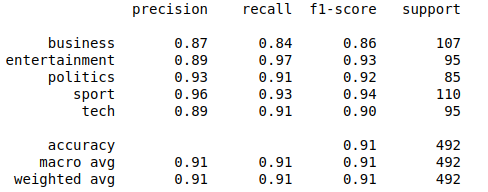 precision recall f1-score support
business 0.87 0.84 0.86 107
entertainment 0.89 0.97 0.93 95
politics 0.93 0.91 0.92 85
sport 0.96 0.93 0.94 110
tech 0.89 0.91 0.90 95
accuracy 0.91 492
macro avg 0.91 0.91 0.91 492
weighted avg 0.91 0.91 0.91 492